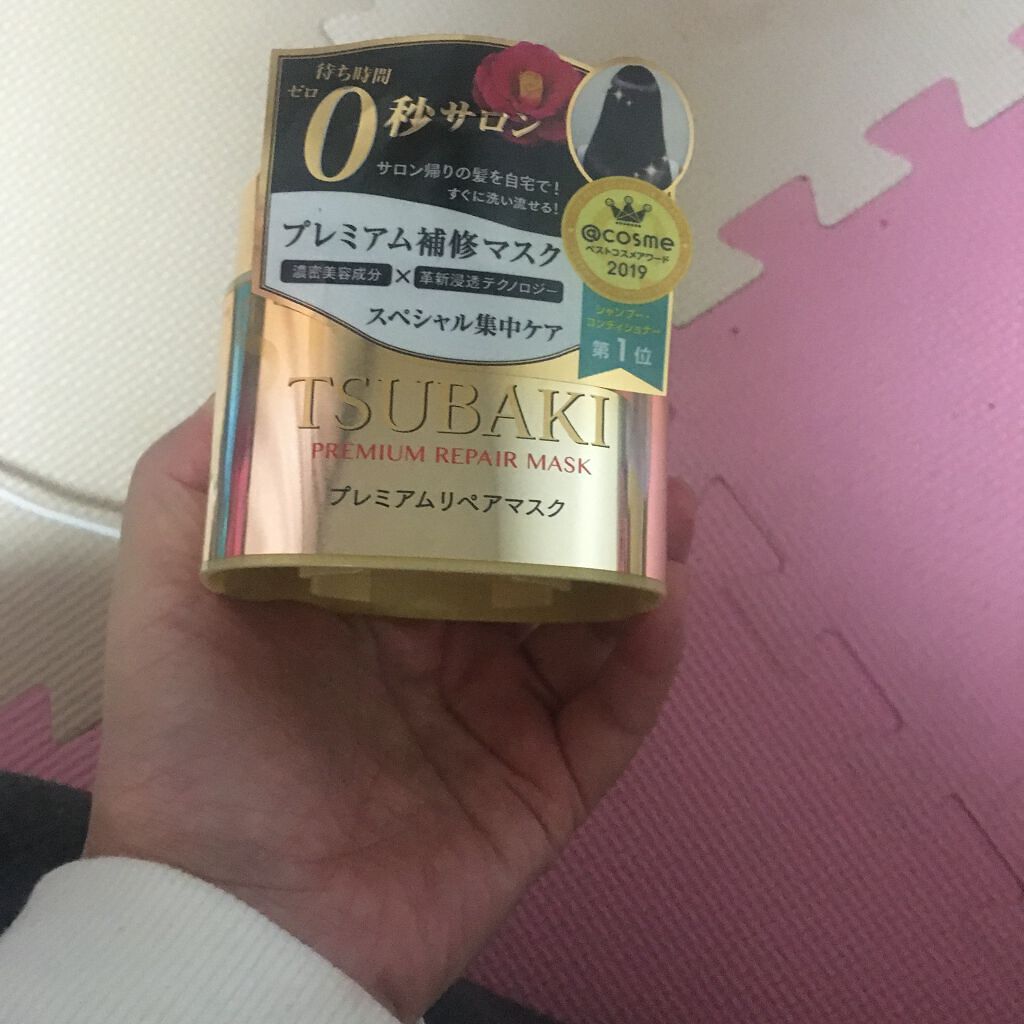 待ち時間
ゼロ
0秒サロン
サロン帰りの髪を自宅で!
すぐに洗い流せる!
プレミアム補修マスク
濃密美容成分×革新浸透テクノロジー
スペシャル集中ケア
@cosme
ベストコスメアワード
2019
シャンプー・
コンディショナー
第1位
TSUBAKI
PREMIUM REPAIR MASK
プレミアムリペアマスク